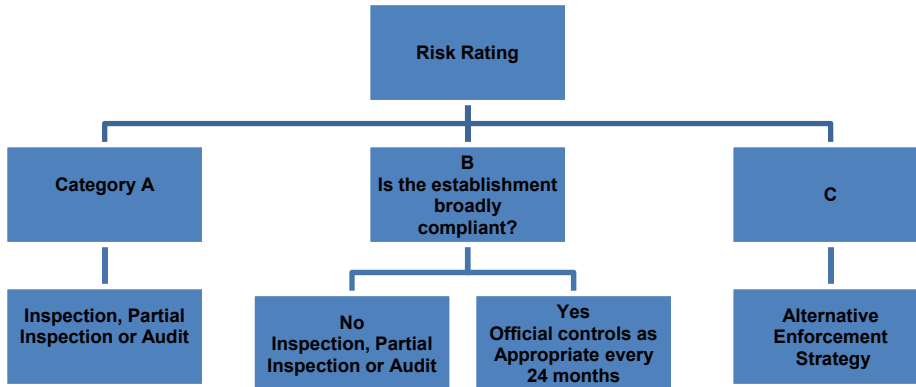 Risk Rating
Category A
B
Is the establishment
broadly
compliant?
C
Inspection, Partial
Inspection or Audit
No
Inspection, Partial
Inspection or Audit
Yes
Official controls as
Appropriate every
24 months
Alternative
Enforcement
Strategy